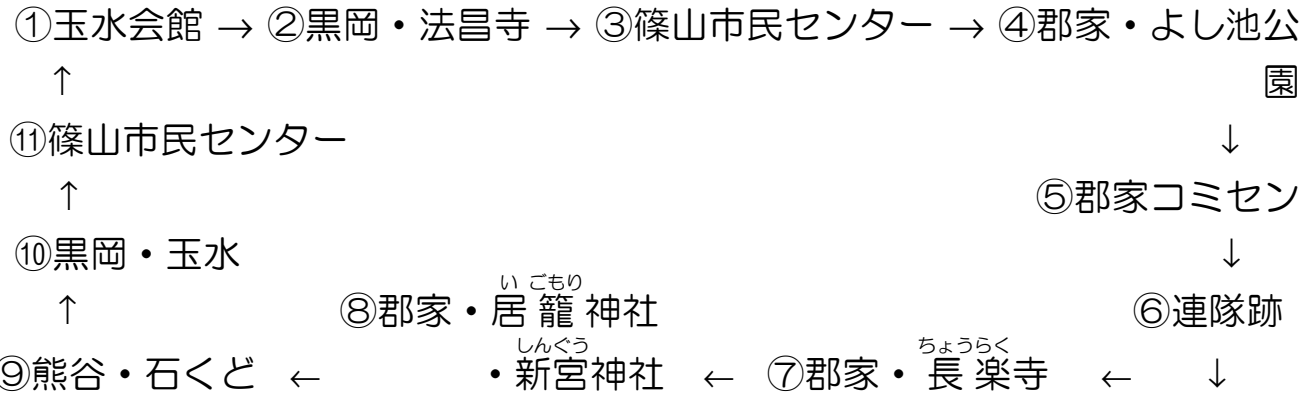 ①玉水会館 → ②黒岡・法昌寺 → ③篠山市民センター → ④郡家・よし池公
↑ 園
⑪篠山市民センター ↓
↑ ⑤郡家コミセン
⑩黒岡・玉水 ↓
い ごもり
↑ ⑧郡家・居籠神社 ⑥連隊跡
しんぐう ちょうらく
⑨熊谷・石くど ← ・新宮神社 ← ⑦郡家・長楽寺 ← ↓